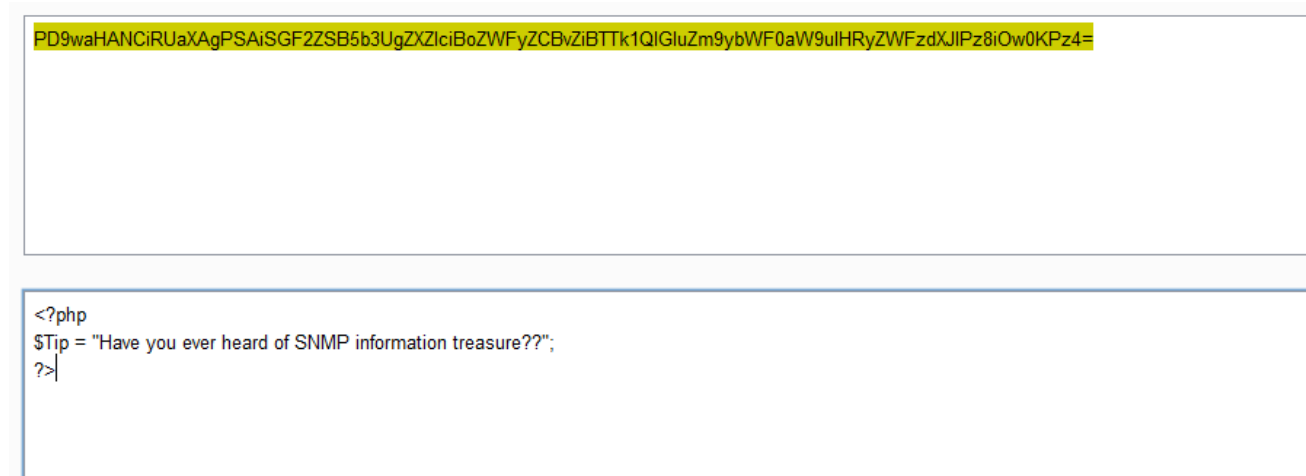 PD9waHANCiRUaXAgPSAiSGF2ZSB5b3UgZXZlciBoZWFyZCBvZiBTTk1QIGluZm9ybWF0aW9uIHRyZWFzdXJlPz8iOw0KPz4=
<?php
$Tip = "Have you ever heard of SNMP information treasure??";
?>